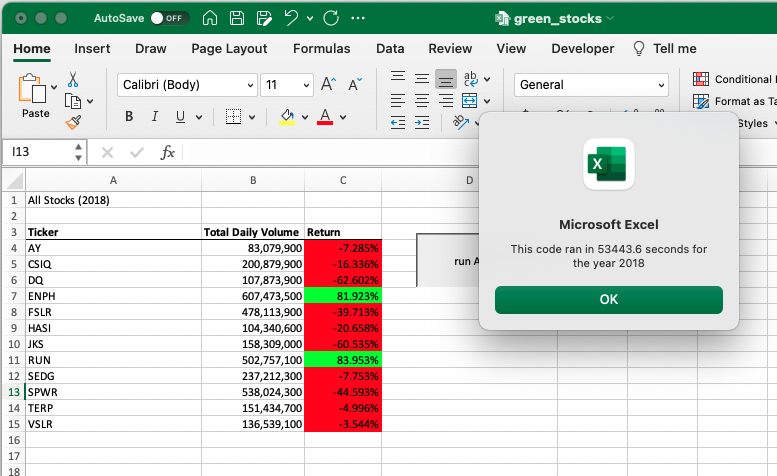 AutoSave OFF green_stocks
Home Insert Draw Page Layout Formulas Data Review View Developer Tell me
Paste Calibri (Body) 11 A A ab General Conditional
B I U A Format as Ta
Styles
I13 fx
A B C D
1 All Stocks (2018)
2
3 Ticker Total Daily Volume Return
4 AY 83,079,900 -7.285%
5 CSIQ 200,879,900 -16.336%
6 DQ 107,873,900 -62.602%
7 ENPH 607,473,500 81.923%
8 FSLR 478,113,900 -39.713%
9 HASI 104,340,600 -20.658%
10 JKS 158,309,000 -60.535%
11 RUN 502,757,100 83.953%
12 SEDG 237,212,300 -7.753%
13 SPWR 538,024,300 -44.593%
14 TERP 151,434,700 -4.996%
15 VSLR 136,539,100 -3.544%
16
17
18
run A
X
Microsoft Excel
This code ran in 53443.6 seconds for
the year 2018
OK